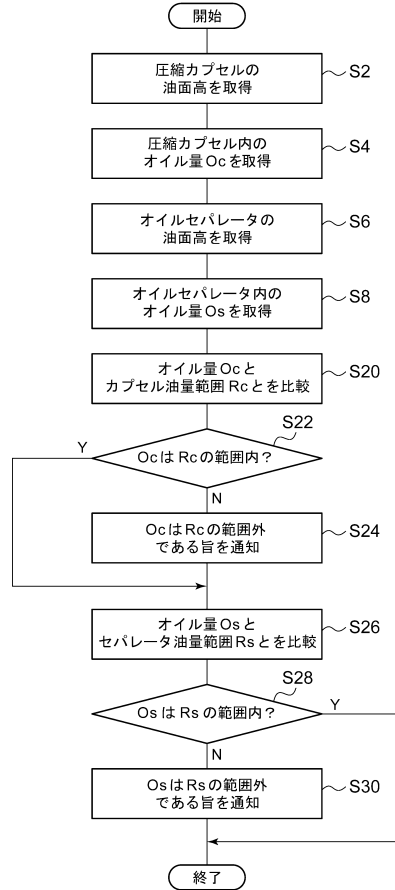 開始
圧縮カプセルの
油面高を取得
S2
圧縮カプセル内の
オイル量Ocを取得
S4
オイルセパレータの
油面高を取得
S6
オイルセパレータ内の
オイル量Osを取得
S8
オイル量Ocと
カプセル油量範囲Rcとを比較
S20
S22
Y
OcはRcの範囲内?
N
OcはRcの範囲外
である旨を通知
S24
オイル量Osと
セパレータ油量範囲Rsとを比較
S26
S28
OsはRsの範囲内?
Y
N
OsはRsの範囲外
である旨を通知
S30
終了